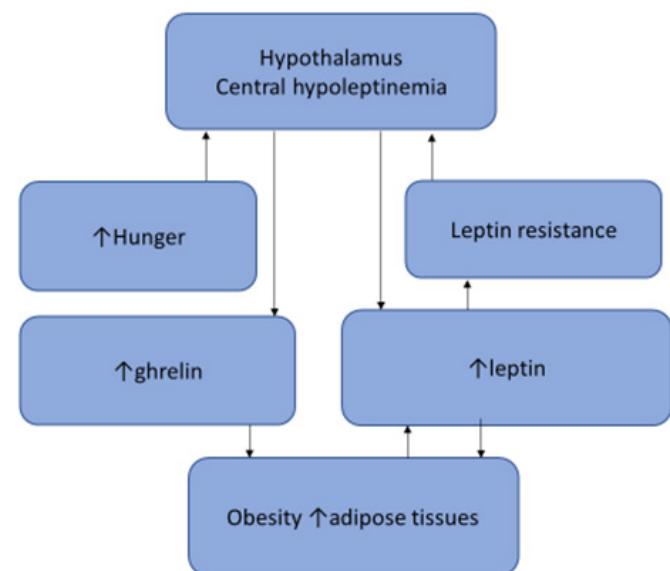 Hypothalamus
Central hypoleptinemia
↑Hunger
Leptin resistance
↑ghrelin
↑leptin
Obesity ↑adipose tissues